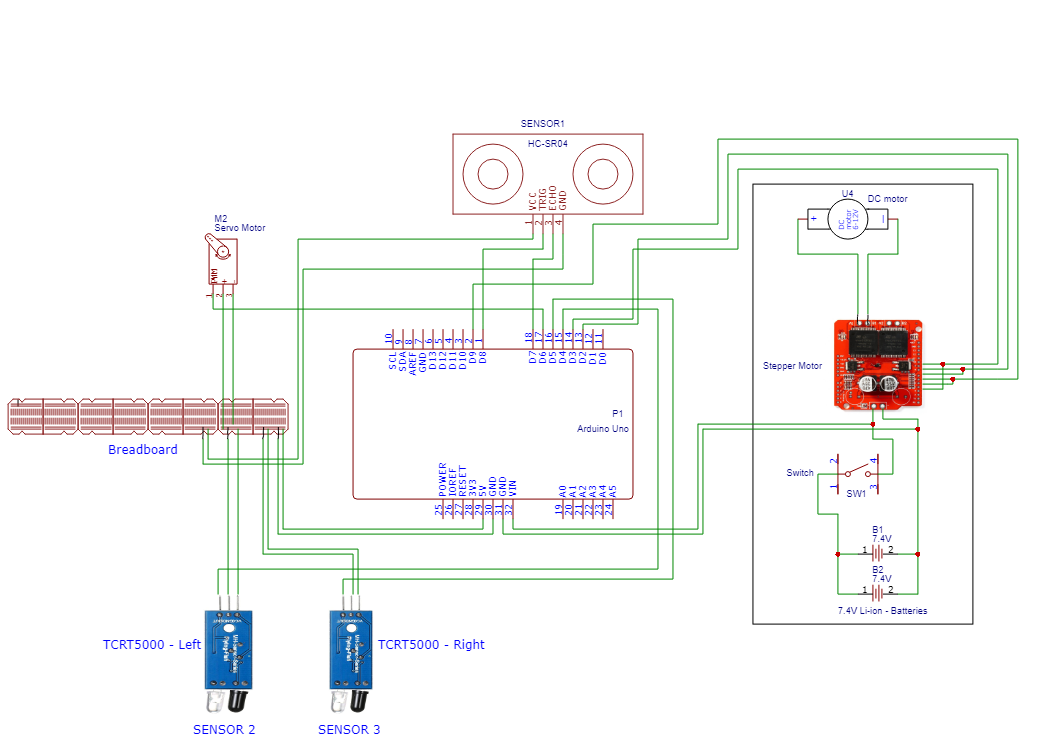 SENSOR1
HC-SR04
VCC
TRIG
ECHO
GND
1
2
3
4
M2
Servo Motor
PWM
+
-
1
2
3
U4
DC motor
+
DC
motor
6-12V
Stepper Motor
10
9
8
7
6
5
4
3
2
1
18
17
16
15
14
13
12
11
SCL
SDA
AREF
GND
D13
D12
D11
D10
D9
D8
D7
D6
D5
D4
D3
D2
D1
D0
P1
Arduino Uno
Breadboard
POWER
IOREF
RESET
3V3
5V
GND
GND
VIN
A0
A1
A2
A3
A4
A5
25
26
27
28
29
30
31
32
19
20
21
22
23
24
Switch
2
4
1
3
SW1
B1
7.4V
1
2
B2
7.4V
1
2
7.4V Li-ion - Batteries
TCRT5000 - Left
TCRT5000 - Right
SENSOR 2
SENSOR 3